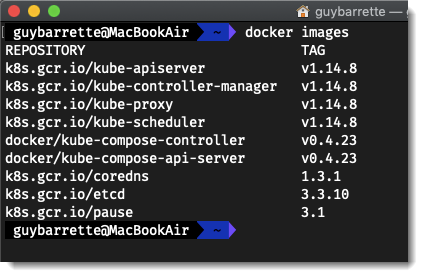 guybarrette —
guybarrette@MacBookAir ~ docker images
REPOSITORY TAG
k8s.gcr.io/kube-apiserver v1.14.8
k8s.gcr.io/kube-controller-manager v1.14.8
k8s.gcr.io/kube-proxy v1.14.8
k8s.gcr.io/kube-scheduler v1.14.8
docker/kube-compose-controller v0.4.23
docker/kube-compose-api-server v0.4.23
k8s.gcr.io/coredns 1.3.1
k8s.gcr.io/etcd 3.3.10
k8s.gcr.io/pause 3.1
guybarrette@MacBookAir ~